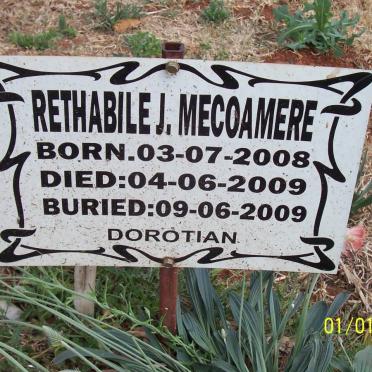 RETHABILE J. MECOAMERE
BORN.03-07-2008
DIED:04-06-2009
BURIED:09-06-2009
DOROTIAN
01/01